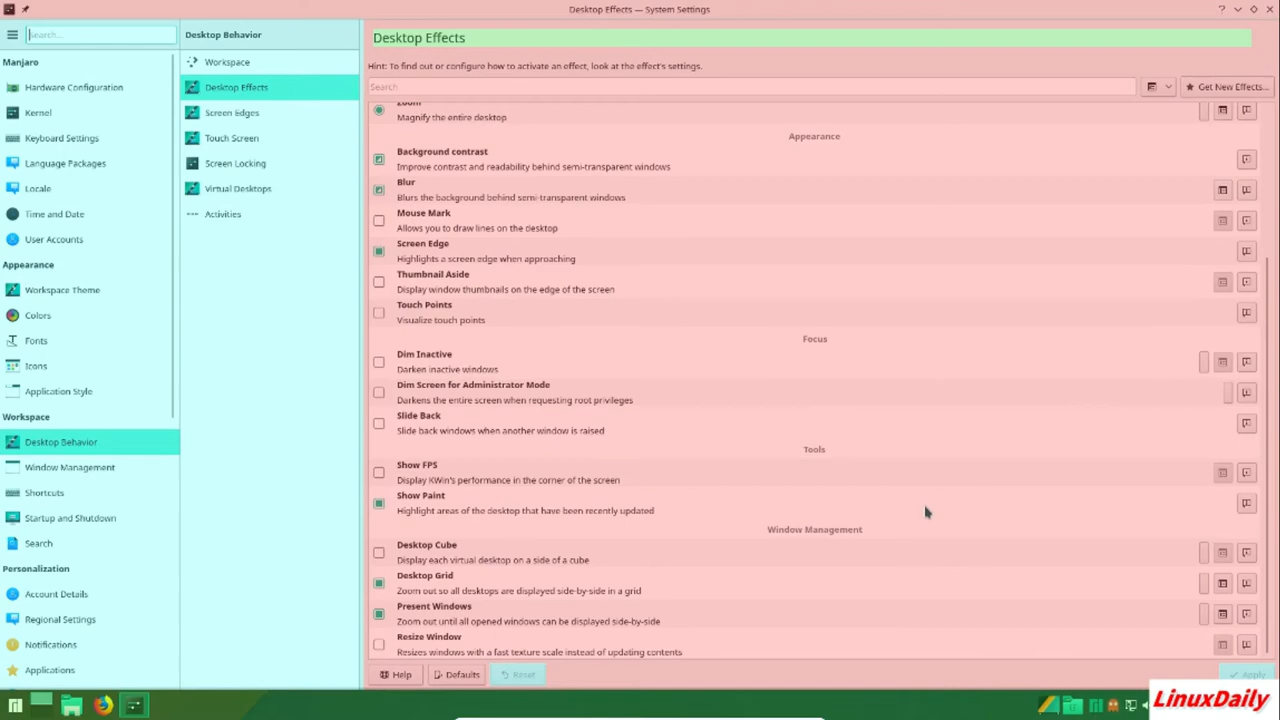 Desktop Effects — System Settings
Search...
Manjaro
Hardware Configuration
Kernel
Keyboard Settings
Language Packages
Locale
Time and Date
User Accounts
Appearance
Workspace Theme
Colors
Fonts
Icons
Application Style
Workspace
Desktop Behavior
Window Management
Shortcuts
Startup and Shutdown
Search
Personalization
Account Details
Regional Settings
Notifications
Applications
Desktop Behavior
Workspace
Desktop Effects
Screen Edges
Touch Screen
Screen Locking
Virtual Desktops
Activities
Desktop Effects
Hint: To find out or configure how to activate an effect, look at the effect's settings.
Search
Get New Effects...
Zoom
Magnify the entire desktop
Appearance
Background contrast
Improve contrast and readability behind semi-transparent windows
Blur
Blurs the background behind semi-transparent windows
Mouse Mark
Allows you to draw lines on the desktop
Screen Edge
Highlights a screen edge when approaching
Thumbnail Aside
Display window thumbnails on the edge of the screen
Touch Points
Visualize touch points
Focus
Dim Inactive
Darken inactive windows
Dim Screen for Administrator Mode
Darkens the entire screen when requesting root privileges
Slide Back
Slide back windows when another window is raised
Tools
Show FPS
Display KWin's performance in the corner of the screen
Show Paint
Highlight areas of the desktop that have been recently updated
Window Management
Desktop Cube
Display each virtual desktop on a side of a cube
Desktop Grid
Zoom out so all desktops are displayed side-by-side in a grid
Present Windows
Zoom out until all opened windows can be displayed side-by-side
Resize Window
Resizes windows with a fast texture scale instead of updating contents
Help
Defaults
Reset
Apply
LinuxDaily